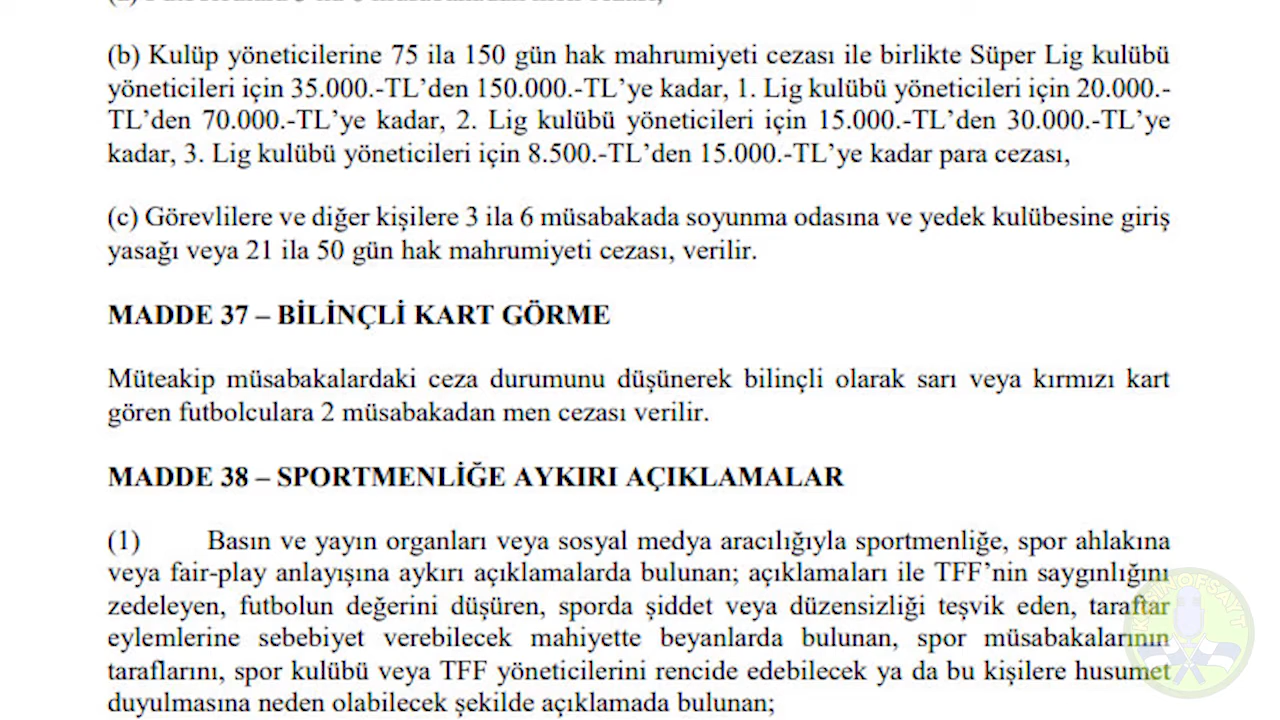 (b) Kulüp yöneticilerine 75 ila 150 gün hak mahrumiyeti cezası ile birlikte Süper Lig kulübü
yöneticileri için 35.000.-TL’den 150.000.-TL’ye kadar, 1. Lig kulübü yöneticileri için 20.000.-
TL’den 70.000.-TL’ye kadar, 2. Lig kulübü yöneticileri için 15.000.-TL’den 30.000.-TL’ye
kadar, 3. Lig kulübü yöneticileri için 8.500.-TL’den 15.000.-TL’ye kadar para cezası,
(c) Görevlilere ve diğer kişilere 3 ila 6 müsabakada soyunma odasına ve yedek kulübesine giriş
yasağı veya 21 ila 50 gün hak mahrumiyeti cezası, verilir.
MADDE 37 – BİLİNÇLİ KART GÖRME
Müteakip müsabakalardaki ceza durumunu düşünerek bilinçli olarak sarı veya kırmızı kart
gören futbolculara 2 müsabakadan men cezası verilir.
MADDE 38 – SPORTMENLİĞE AYKIRI AÇIKLAMALAR
(1) Basın ve yayın organları veya sosyal medya aracılığıyla sportmenliğe, spor ahlakına
veya fair-play anlayışına aykırı açıklamalarda bulunan; açıklamaları ile TFF’nin saygınlığını
zedeleyen, futbolun değerini düşüren, sporda şiddet veya düzensizliği teşvik eden, taraftar
eylemlerine sebebiyet verebilecek mahiyette beyanlarda bulunan, spor müsabakalarının
taraflarını, spor kulübü veya TFF yöneticilerini rencide edebilecek ya da bu kişilere husumet
duyulmasına neden olabilecek şekilde açıklamada bulunan;